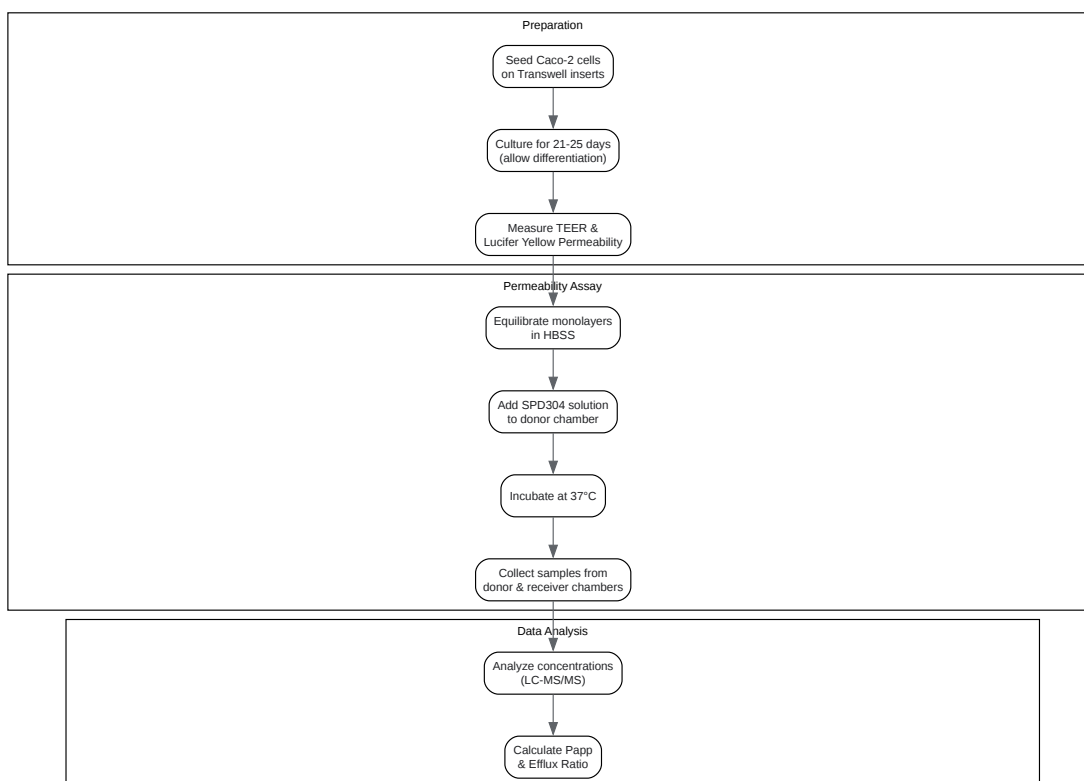 Preparation
Seed Caco-2 cells
on Transwell inserts
Culture for 21-25 days
(allow differentiation)
Measure TEER &
Lucifer Yellow Permeability
Permeability Assay
Equilibrate monolayers
in HBSS
Add SPD304 solution
to donor chamber
Incubate at 37°C
Collect samples from
donor & receiver chambers
Data Analysis
Analyze concentrations
(LC-MS/MS)
Calculate Papp
& Efflux Ratio